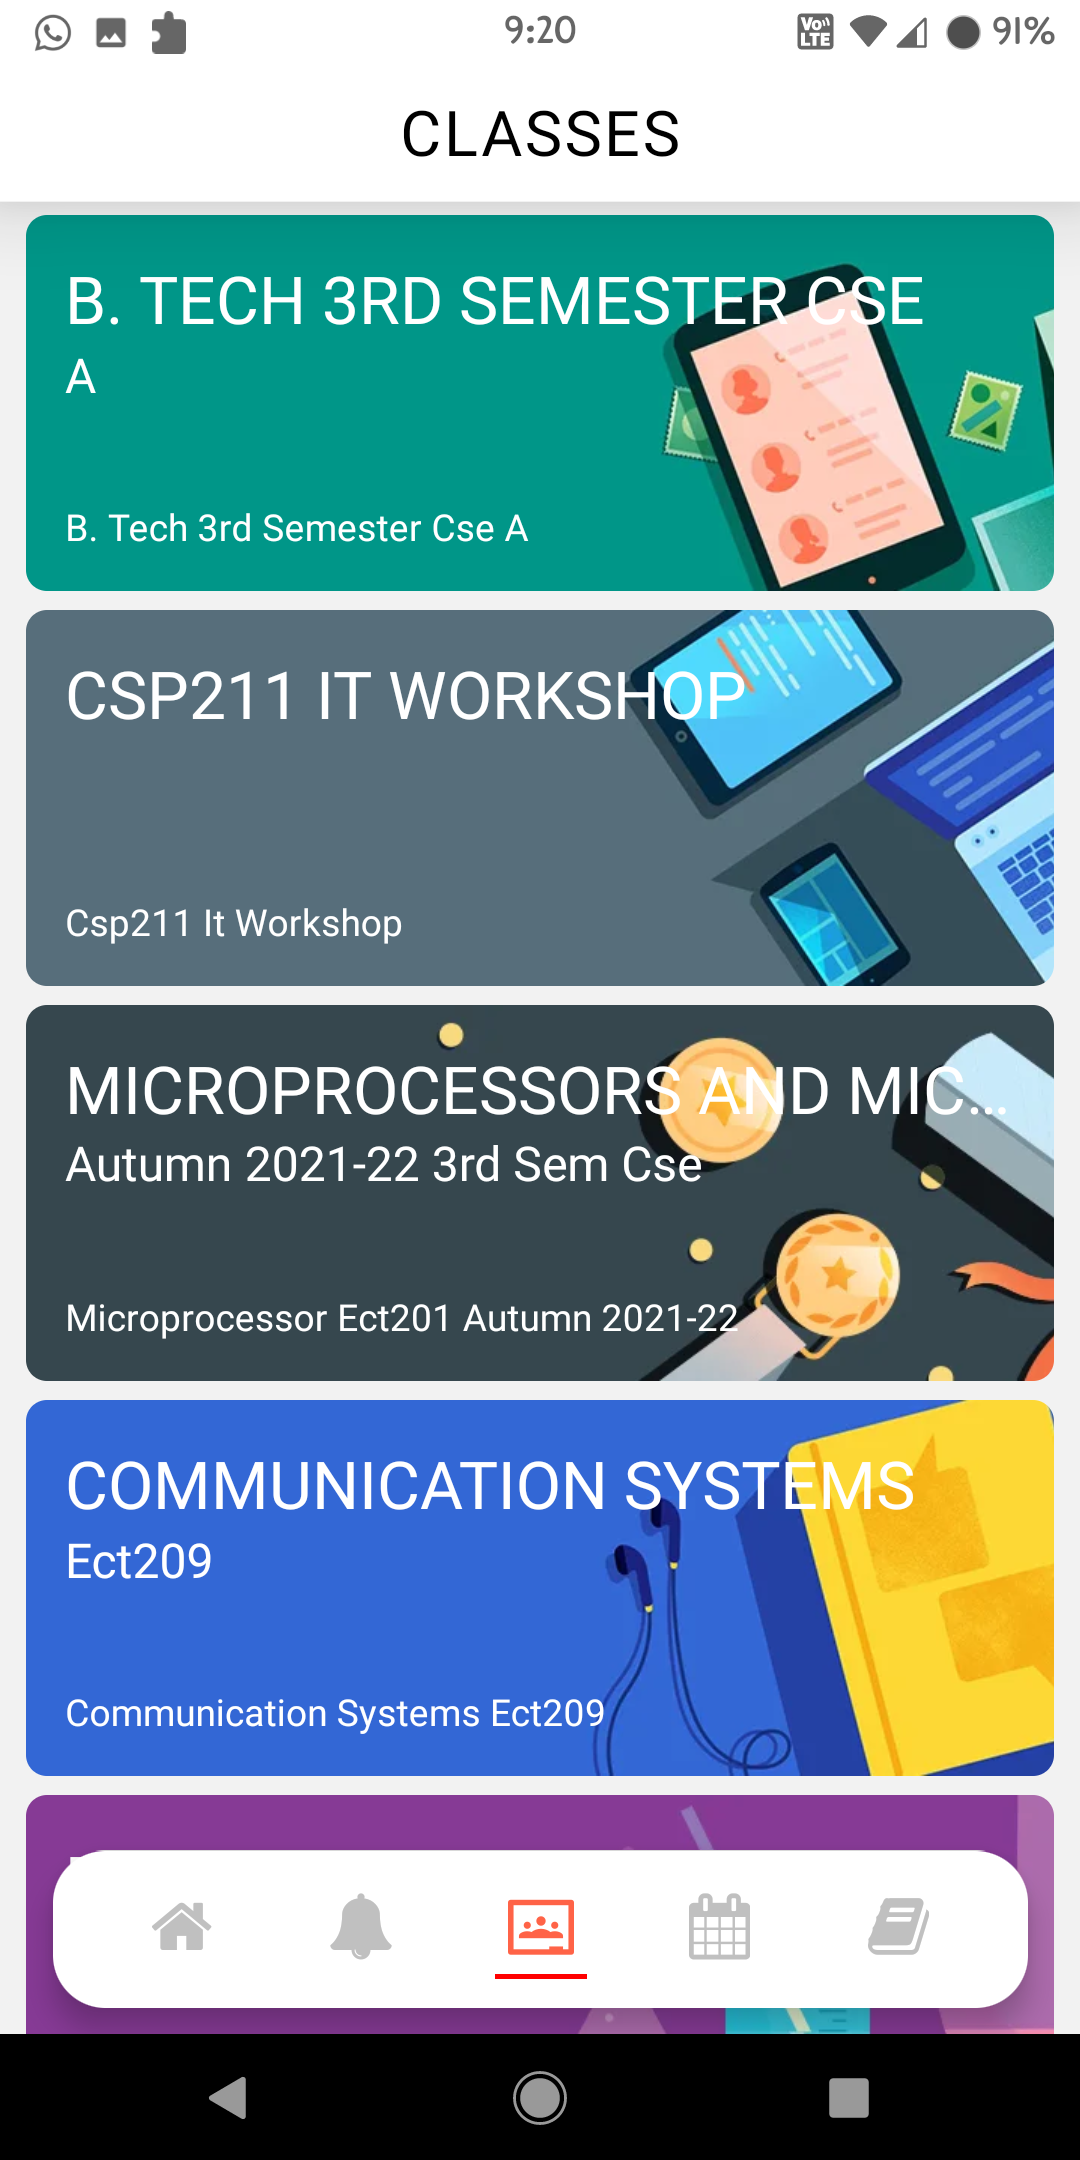 9:20
Vo)) LTE
91%
CLASSES
B. TECH 3RD SEMESTER CSE
A
B. Tech 3rd Semester Cse A
CSP211 IT WORKSHOP
Csp211 It Workshop
MICROPROCESSORS AND MIC...
Autumn 2021-22 3rd Sem Cse
Microprocessor Ect201 Autumn 2021-22
COMMUNICATION SYSTEMS
Ect209
Communication Systems Ect209